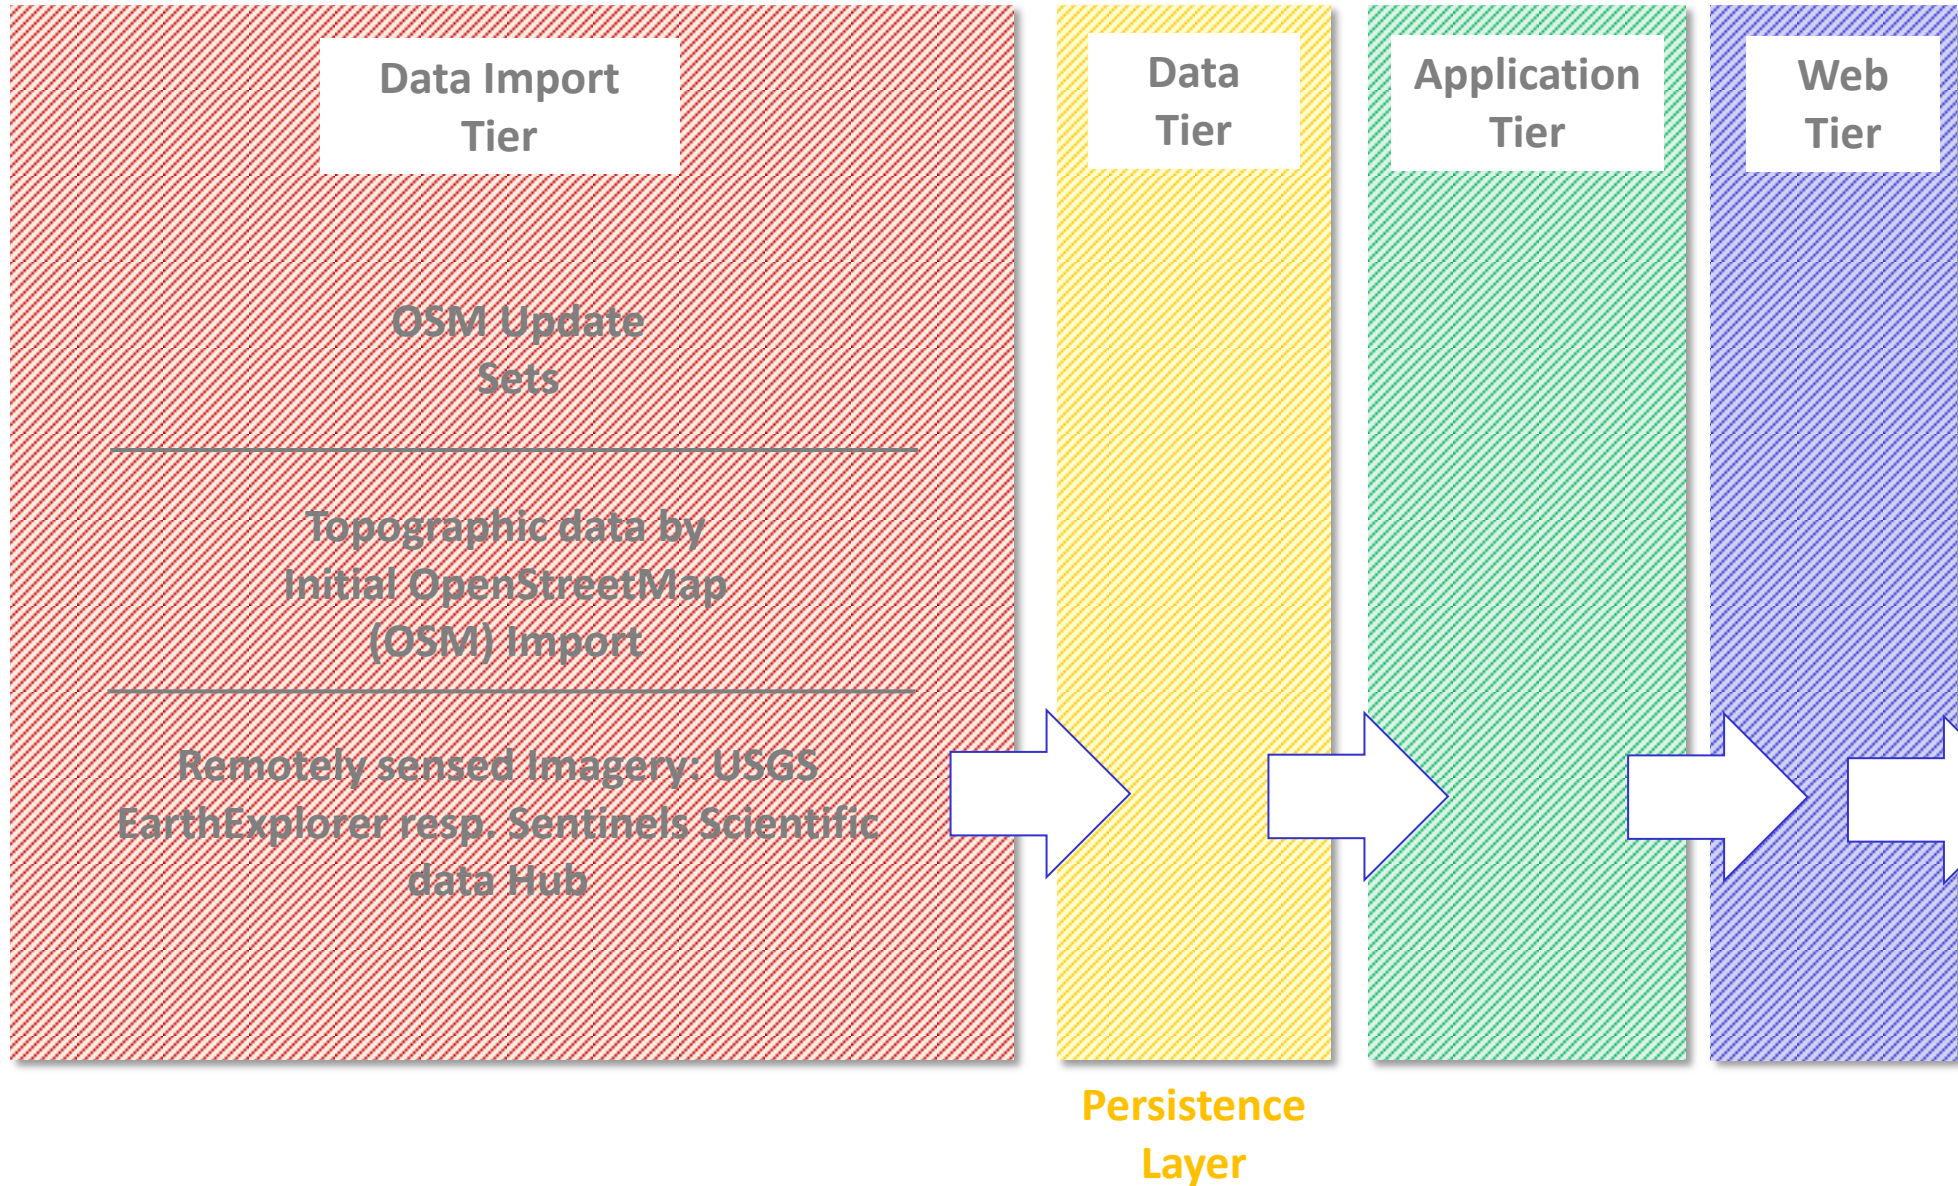 Data Import
Tier
Data
Tier
Application
Tier
Web
Tier
OSM Update
Sets
Topographic data by
Initial OpenStreetMap
(OSM) Import
Remotely sensed Imagery: USGS
EarthExplorer resp. Sentinels Scientific
data Hub
Persistence
Layer